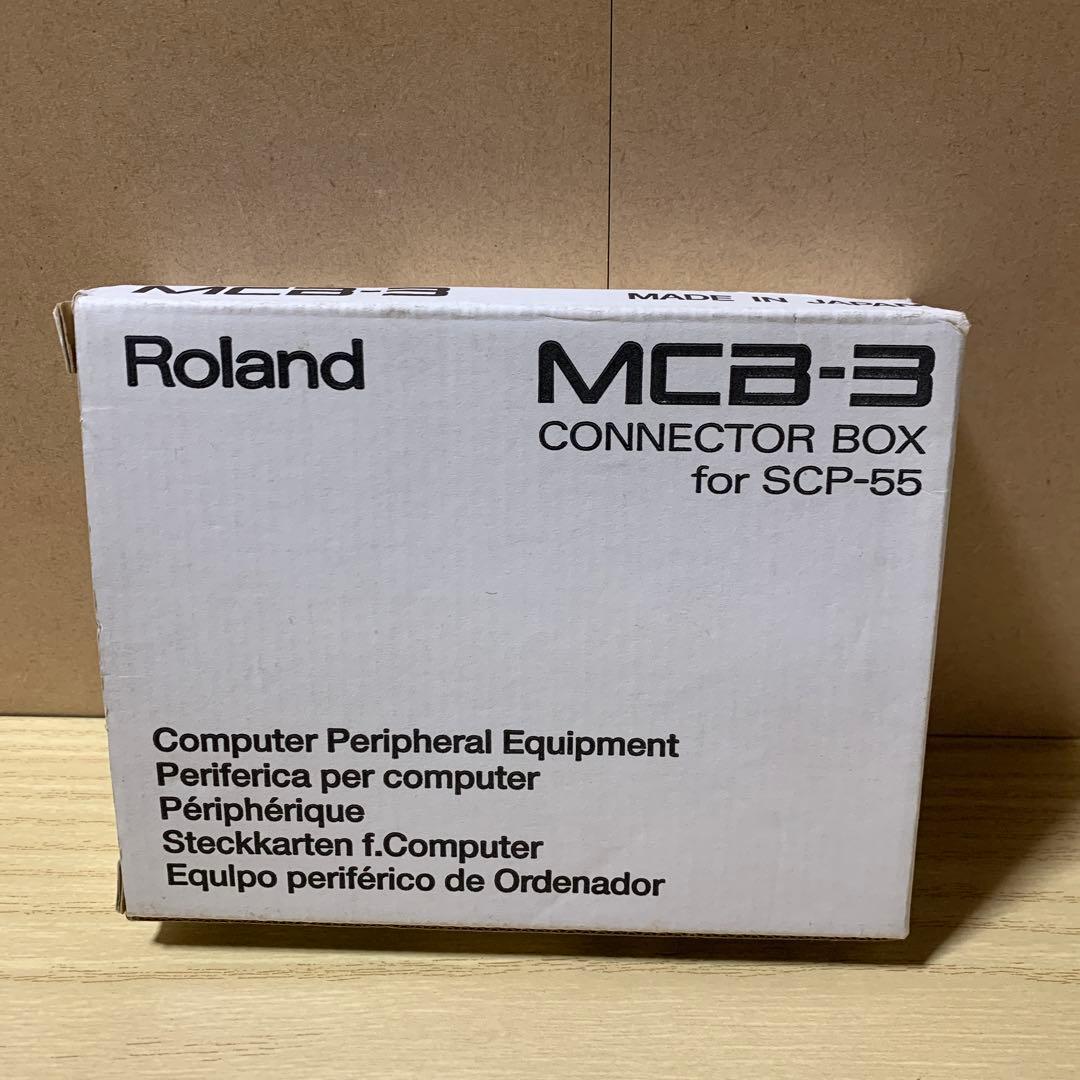 MCB-3 MADE IN JAPAN
Roland MCB-3
CONNECTOR BOX
for SCP-55
Computer Peripheral Equipment
Periferica per computer
Périphérique
Steckkarten f.Computer
Equlpo periférico de Ordenador